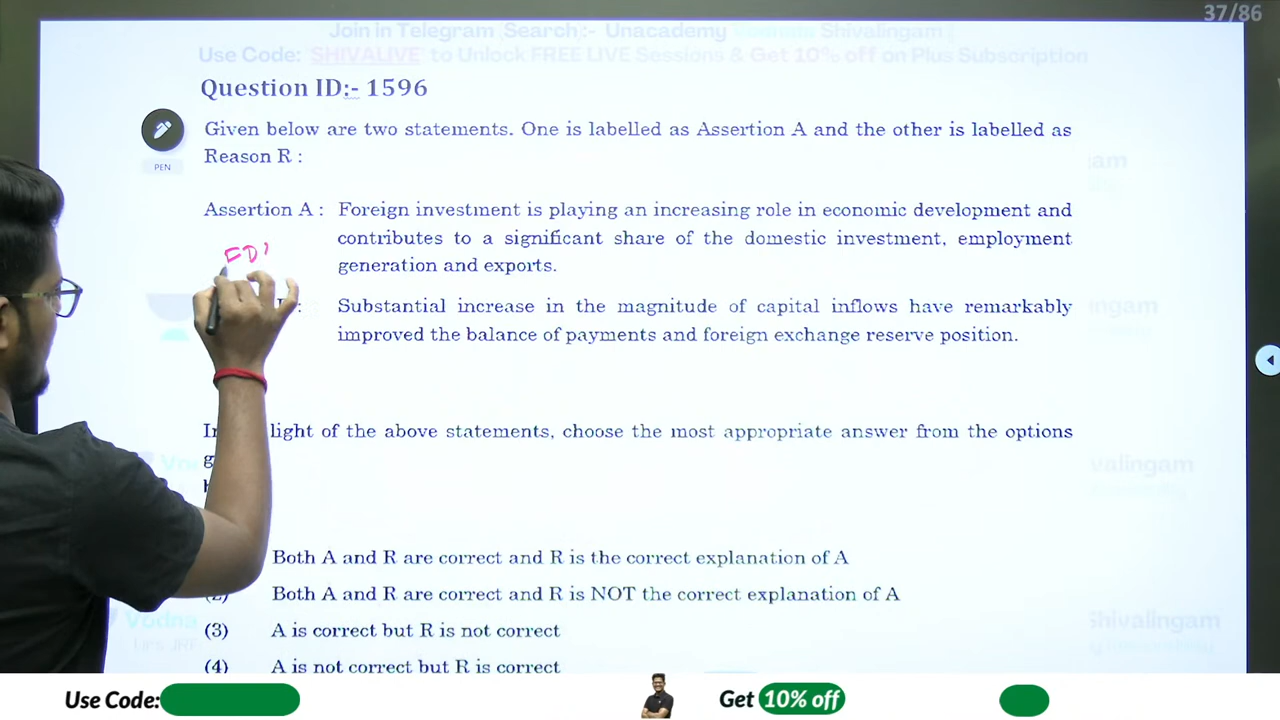 37/86
Join in Telegram (Search:- Unacademy Vodnala Shivalingam)
Use Code: SHIVALIVE to Unlock FREE LIVE Sessions & Get 10% off on Plus Subscription
Question ID:- 1596
Given below are two statements. One is labelled as Assertion A and the other is labelled as
Reason R :
PEN
Assertion A : Foreign investment is playing an increasing role in economic development and
contributes to a significant share of the domestic investment, employment
generation and exports.
FDI
: Substantial increase in the magnitude of capital inflows have remarkably
improved the balance of payments and foreign exchange reserve position.
light of the above statements, choose the most appropriate answer from the options
Both A and R are correct and R is the correct explanation of A
(2) Both A and R are correct and R is NOT the correct explanation of A
(3) A is correct but R is not correct
(4) A is not correct but R is correct
Shivalingam
Use Code:
Get 10% off